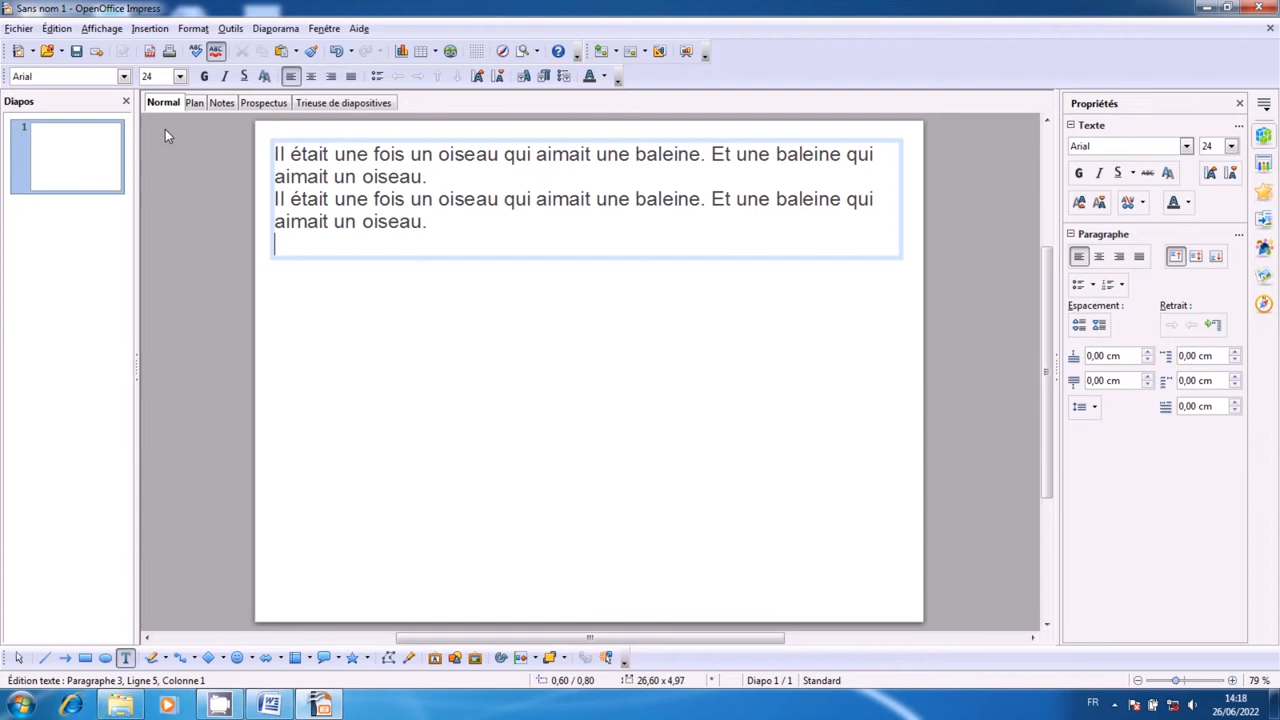 Sans nom 1 - OpenOffice Impress
Fichier Édition Affichage Insertion Format Outils Diaporama Fenêtre Aide
Arial 24 G I S
Diapos
Normal Plan Notes Prospectus Trieuse de diapositives
Propriétés
1
Texte
Arial 24
Il était une fois un oiseau qui aimait une baleine. Et une baleine qui
aimait un oiseau.
Il était une fois un oiseau qui aimait une baleine. Et une baleine qui
aimait un oiseau.
Paragraphe
Espacement : Retrait :
0,00 cm 0,00 cm
0,00 cm 0,00 cm
0,00 cm
Édition texte : Paragraphe 3, Ligne 5, Colonne 1 0,60 / 0,80 26,60 x 4,97 * Diapo 1 / 1 Standard 79 %
FR 14:18
26/06/2022